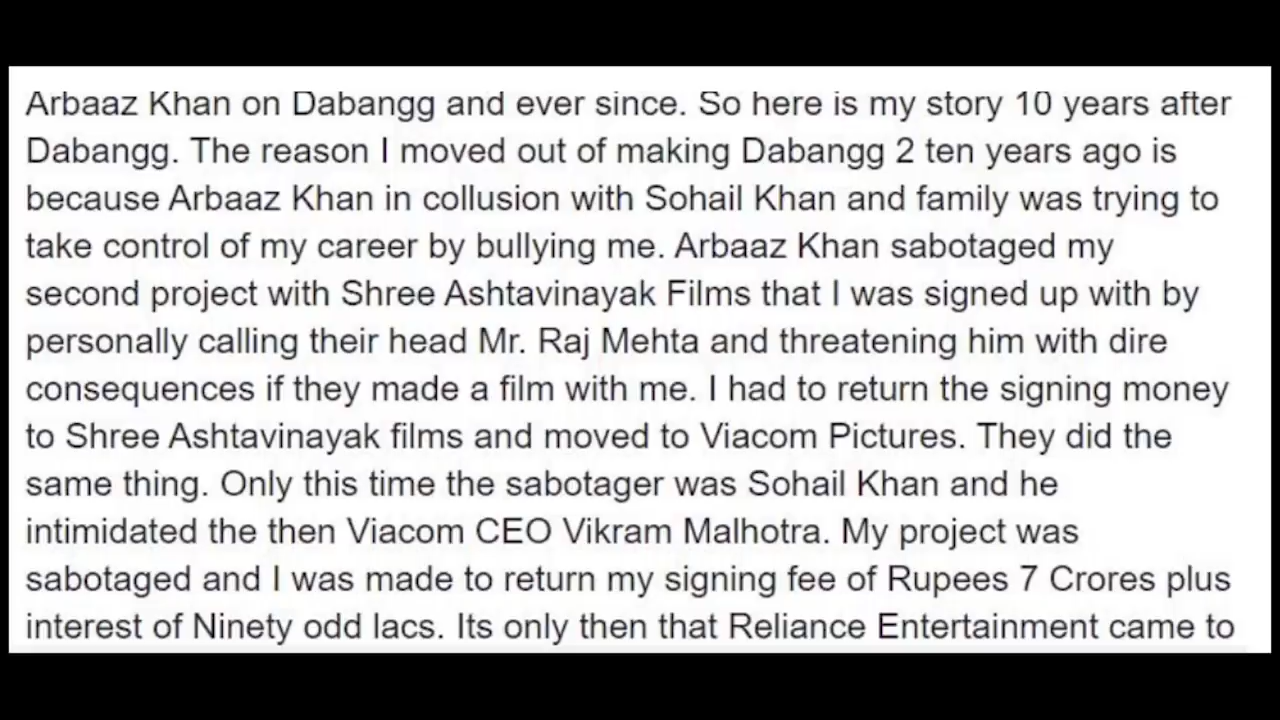 Arbaaz Khan on Dabangg and ever since. So here is my story 10 years after
Dabangg. The reason I moved out of making Dabangg 2 ten years ago is
because Arbaaz Khan in collusion with Sohail Khan and family was trying to
take control of my career by bullying me. Arbaaz Khan sabotaged my
second project with Shree Ashtavinayak Films that I was signed up with by
personally calling their head Mr. Raj Mehta and threatening him with dire
consequences if they made a film with me. I had to return the signing money
to Shree Ashtavinayak films and moved to Viacom Pictures. They did the
same thing. Only this time the sabotager was Sohail Khan and he
intimidated the then Viacom CEO Vikram Malhotra. My project was
sabotaged and I was made to return my signing fee of Rupees 7 Crores plus
interest of Ninety odd lacs. Its only then that Reliance Entertainment came to